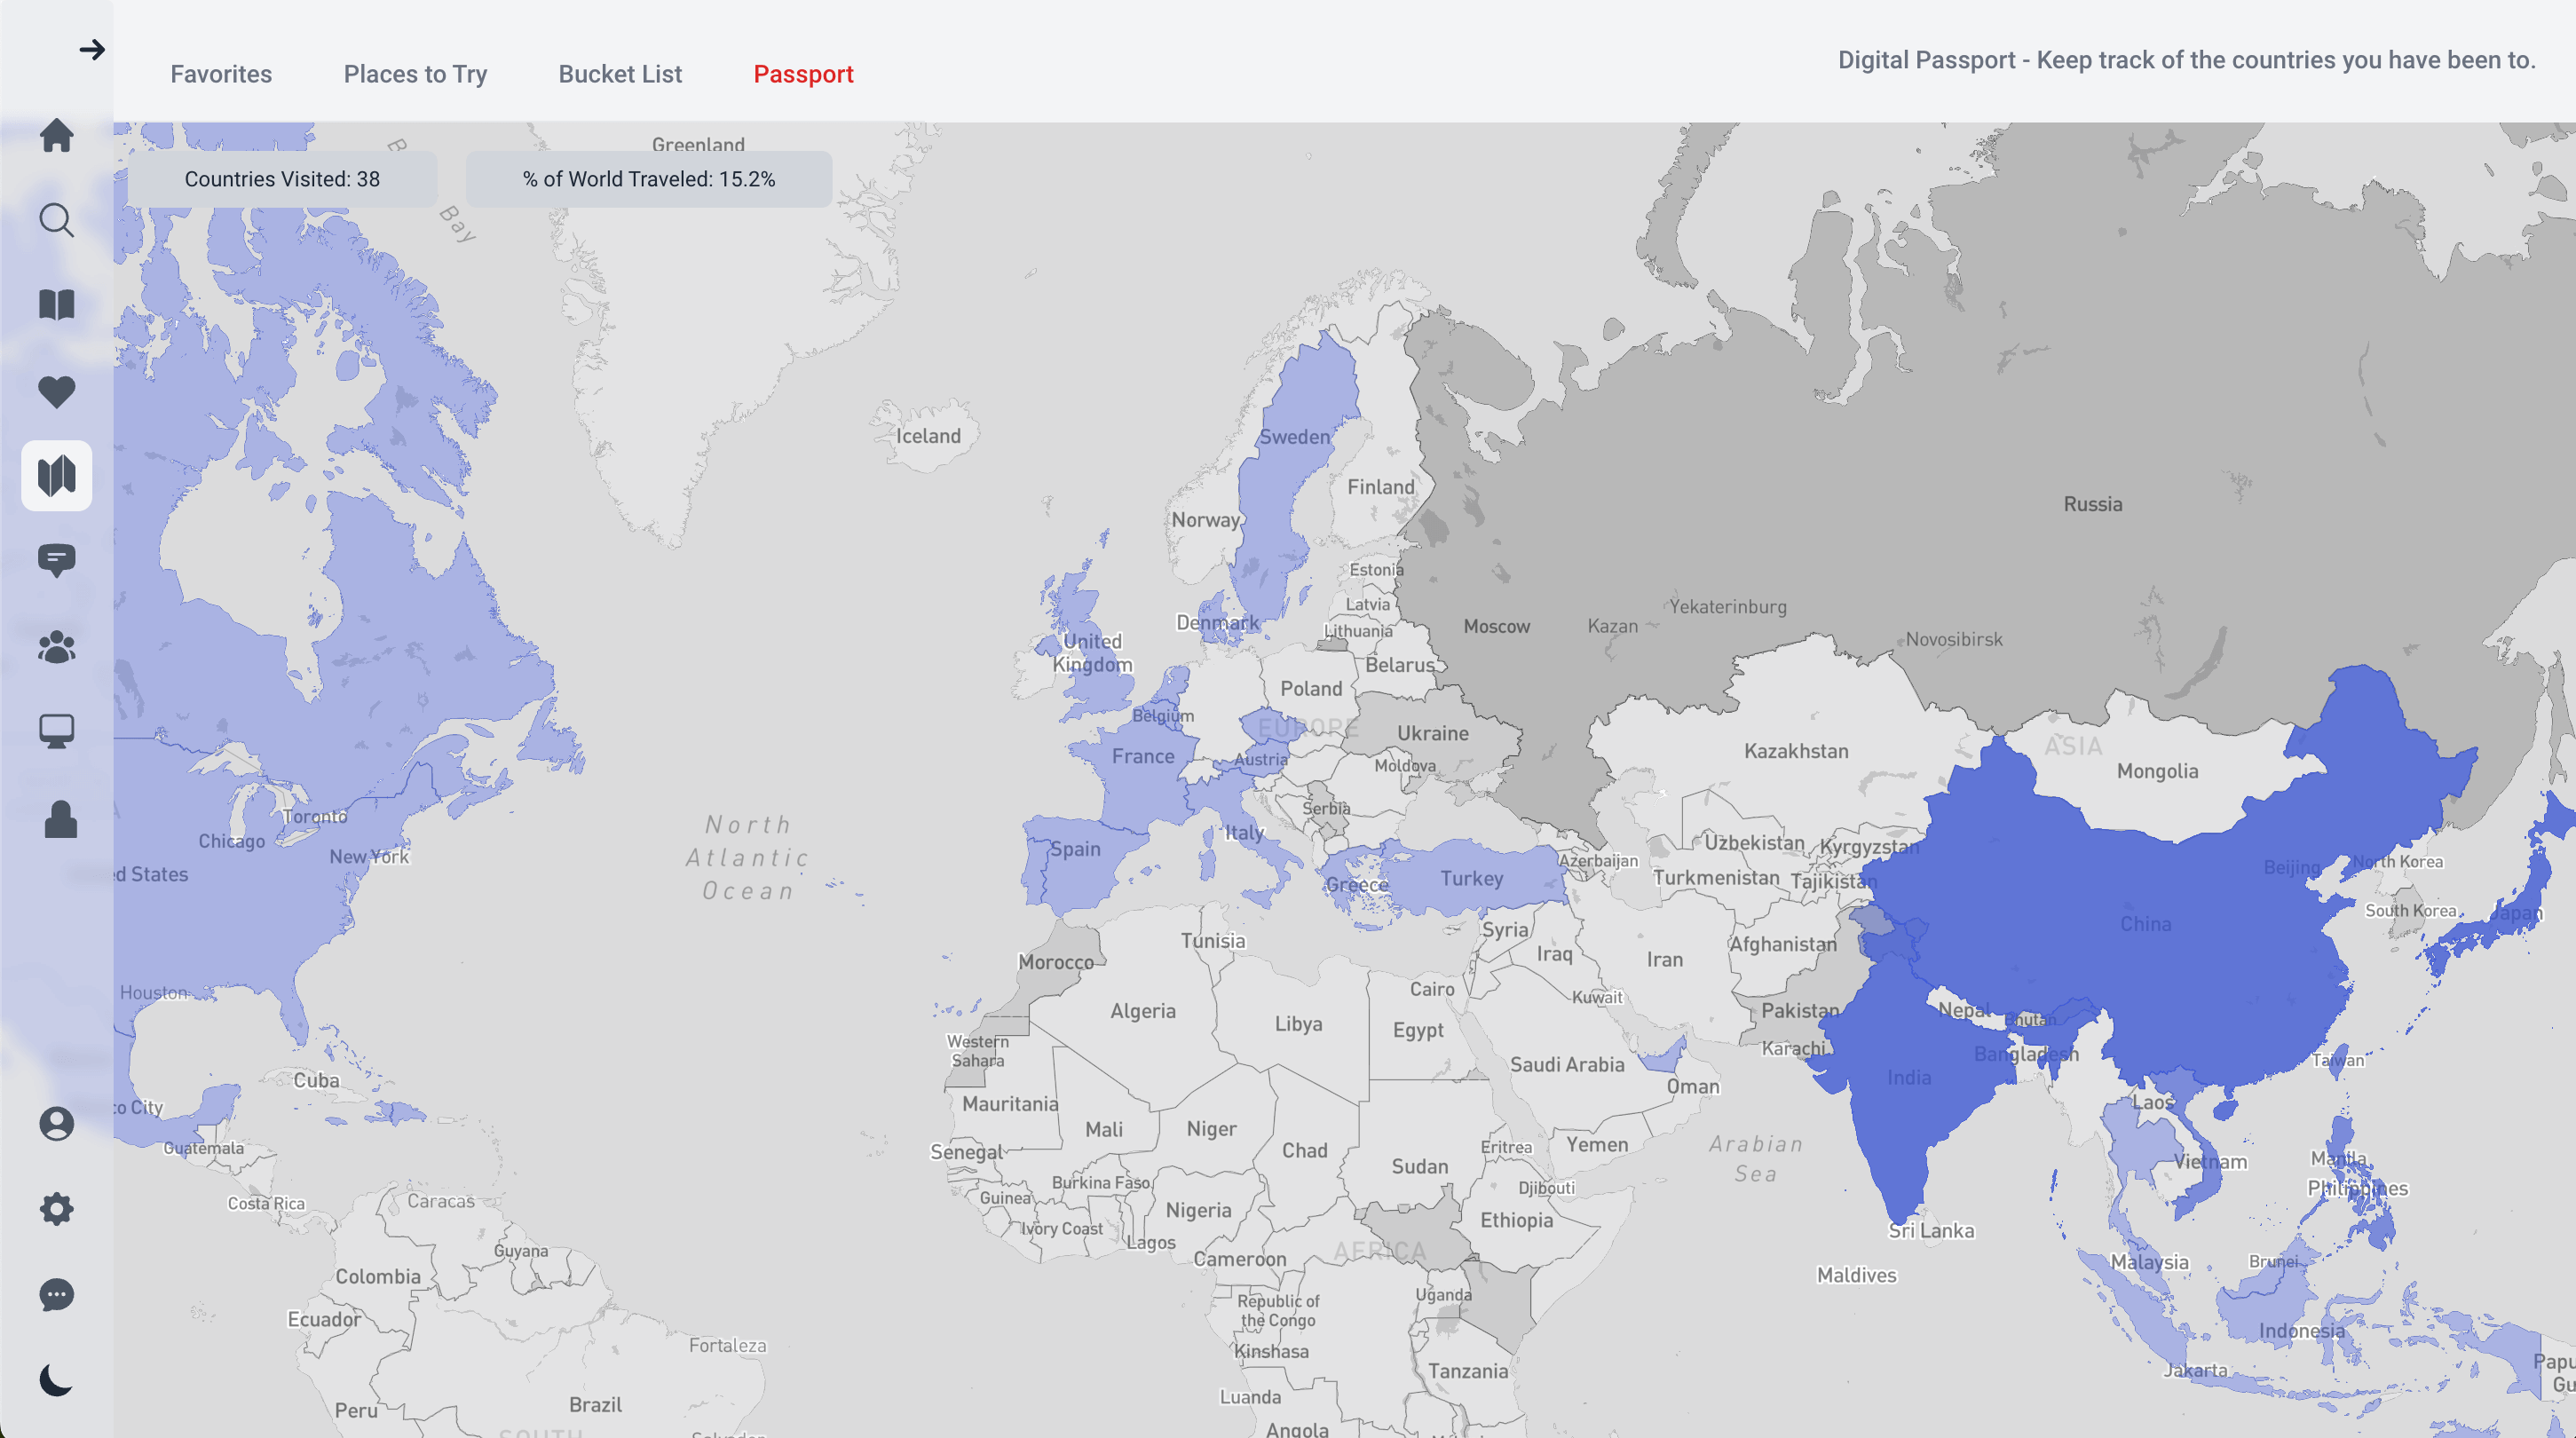 Favorites
Places to Try
Bucket List
Passport
Digital Passport - Keep track of the countries you have been to.
Countries Visited: 38
% of World Traveled: 15.2%
Greenland
Bay
Iceland
Sweden
Finland
Norway
Russia
Estonia
Latvia
Lithuania
Denmark
Moscow
Kazan
Yekaterinburg
Novosibirsk
United
Kingdom
Belarus
Poland
Belgium
EUROPE
Ukraine
France
Austria
Moldova
Kazakhstan
ASIA
Mongolia
Serbia
Toronto
Chicago
New York
d States
North
Atlantic
Ocean
Italy
Spain
Greece
Turkey
Azerbaijan
Uzbekistan
Kyrgyzstan
Turkmenistan
Tajikistan
Beijing
North Korea
South Korea
Japan
China
Tunisia
Syria
Afghanistan
Morocco
Iraq
Iran
Houston
Cairo
Kuwait
Algeria
Libya
Egypt
Pakistan
Nepal
Bhutan
Western
Sahara
Karachi
Bangladesh
Taiwan
Saudi Arabia
Cuba
Oman
India
o City
Mauritania
Laos
Guatemala
Mali
Niger
Chad
Senegal
Eritrea
Yemen
Arabian
Sea
Sudan
Vietnam
Manila
Philippines
Burkina Faso
Djibouti
Guinea
Costa Rica
Caracas
Nigeria
Ethiopia
Ivory Coast
Lagos
Sri Lanka
Guyana
Cameroon
AFRICA
Malaysia
Brunei
Colombia
Maldives
Uganda
Republic of
the Congo
Ecuador
Indonesia
Fortaleza
Kinshasa
Tanzania
Jakarta
Papu
Gu
Luanda
Peru
Brazil
Angola
SOUTH
Salvador